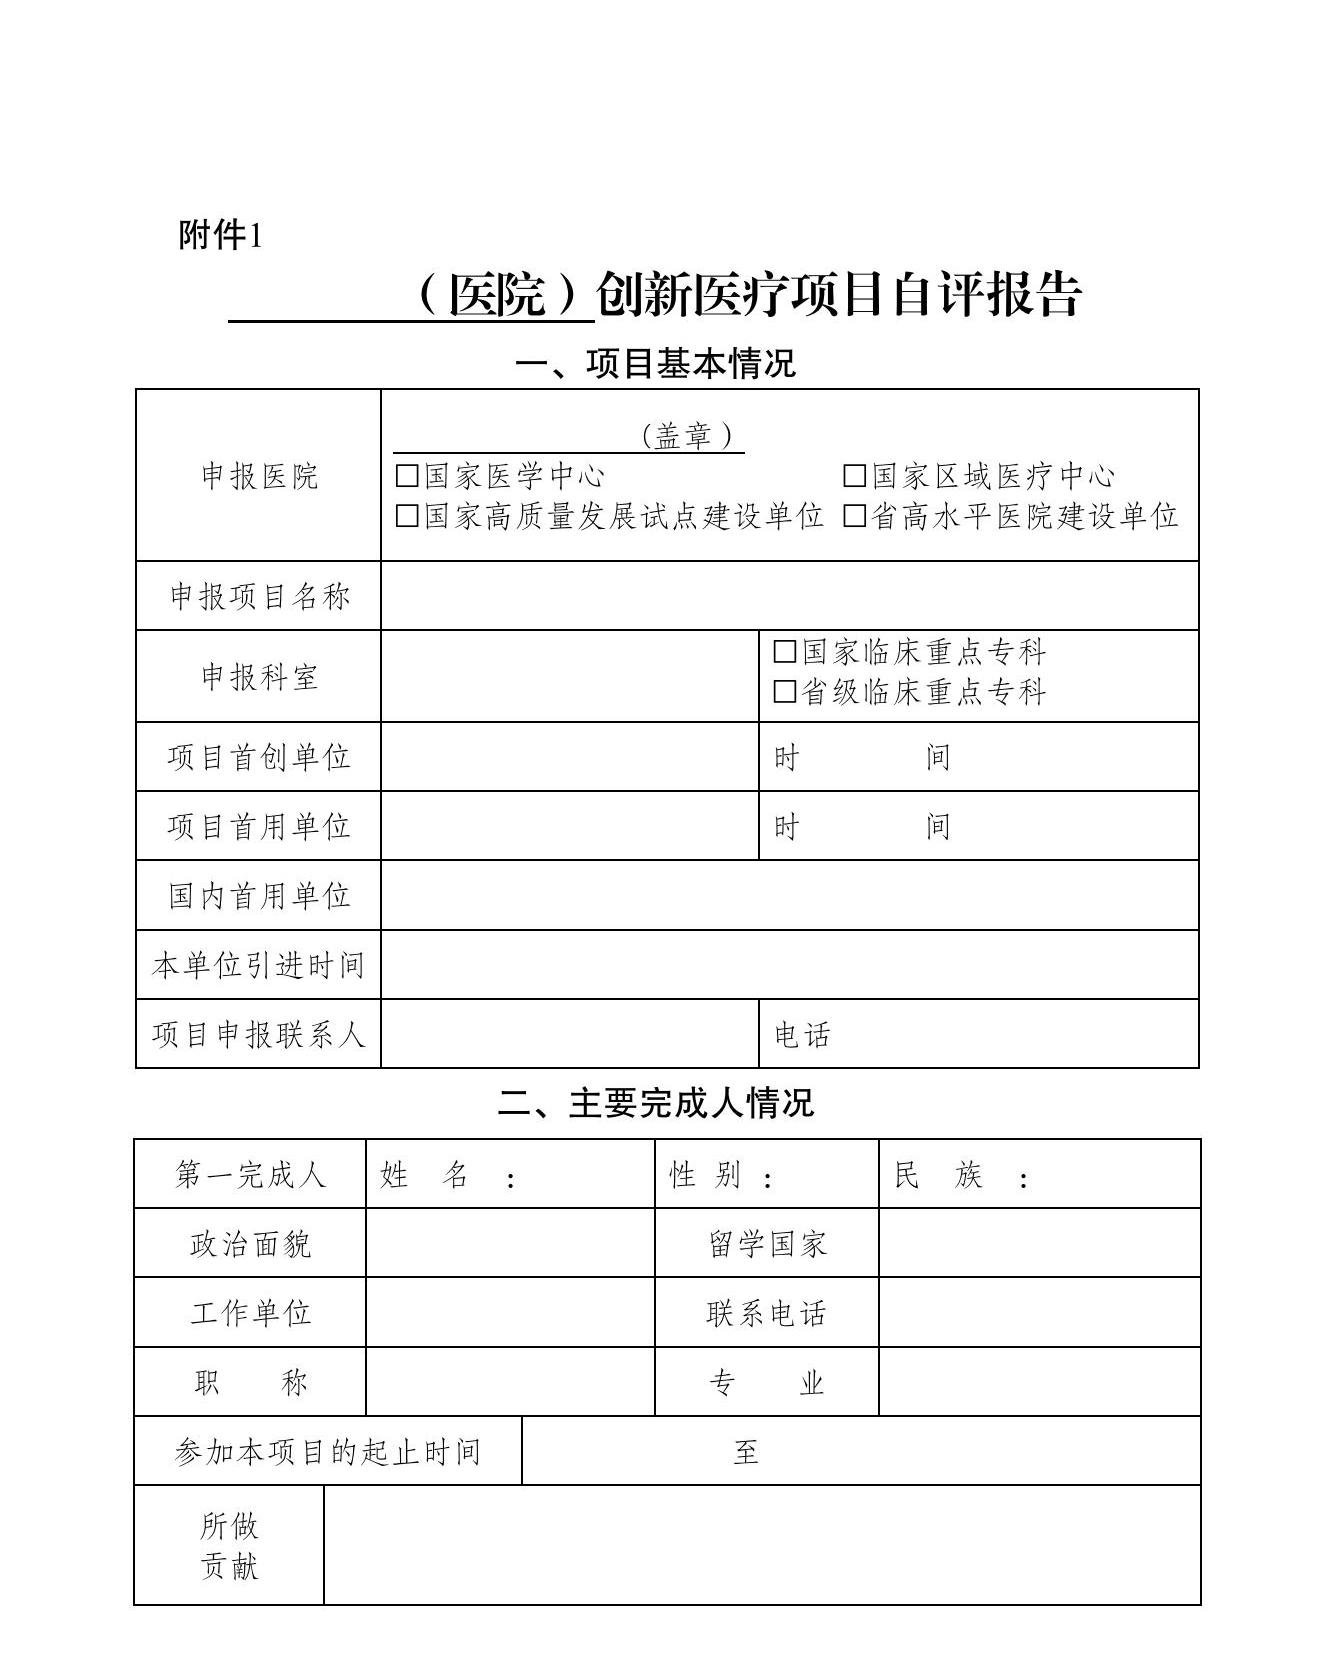 附件1
（医院）创新医疗项目自评报告
一、项目基本情况
申报医院
(盖章）
□国家医学中心 □国家区域医疗中心
□国家高质量发展试点建设单位 □省高水平医院建设单位
申报项目名称
申报科室
□国家临床重点专科
□省级临床重点专科
项目首创单位 时 间
项目首用单位 时 间
国内首用单位
本单位引进时间
项目申报联系人 电话
二、主要完成人情况
第一完成人 姓 名 ： 性 别 ： 民 族 ：
政治面貌 留学国家
工作单位 联系电话
职 称 专 业
参加本项目的起止时间 至
所做
贡献